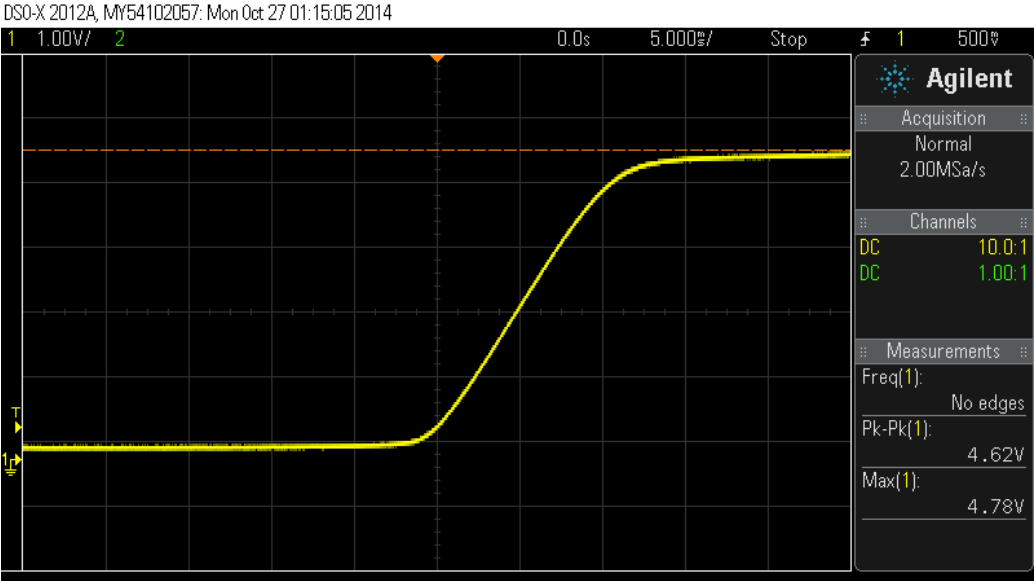 DSO-X 2012A, MY54102057: Mon Oct 27 01:15:05 2014
1 1.00V/ 2 0.0s 5.000ms/ Stop 1 500mV
Agilent
Acquisition
Normal
2.00MSa/s
Channels
DC 10.0:1
DC 1.00:1
Measurements
Freq(1):
No edges
T
Pk-Pk(1):
4.62V
1
Max(1):
4.78V